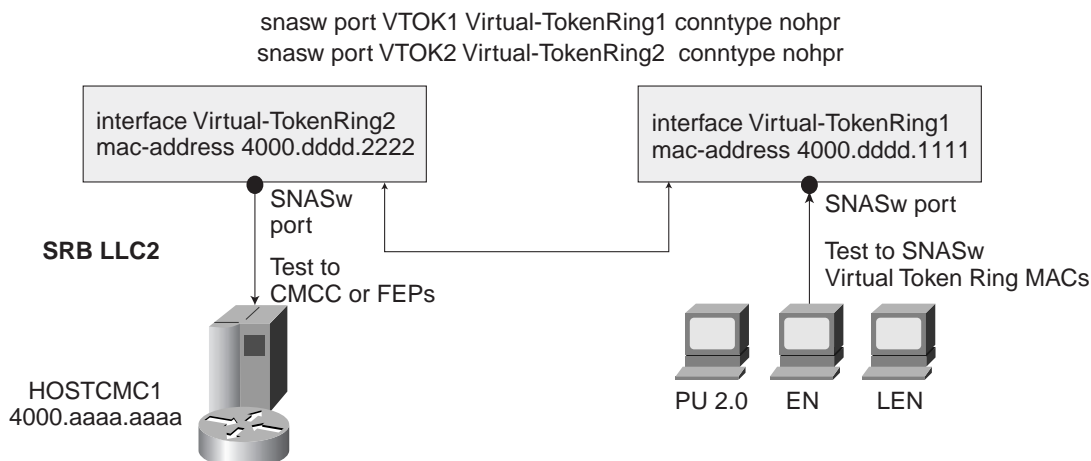 snasw port VTOK1 Virtual-TokenRing1 conntype nohpr
snasw port VTOK2 Virtual-TokenRing2 conntype nohpr
interface Virtual-TokenRing2
mac-address 4000.dddd.2222
interface Virtual-TokenRing1
mac-address 4000.dddd.1111
SNASw
port
SNASw port
SRB LLC2
Test to
CMCC or FEPs
Test to SNASw
Virtual Token Ring MACs
HOSTCMC1
4000.aaaa.aaaa
PU 2.0
EN
LEN